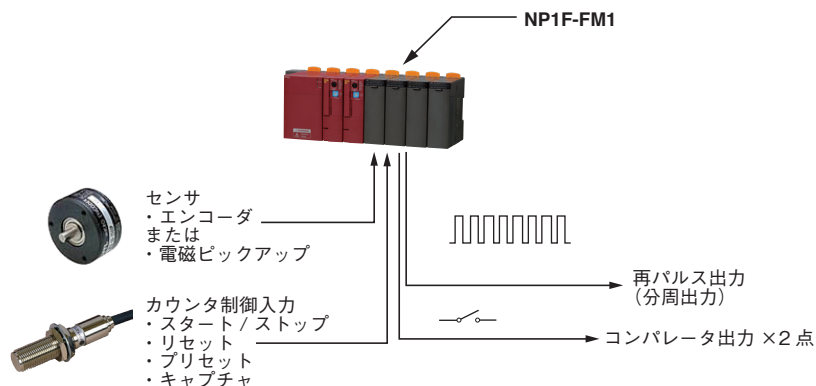 NP1F-FM1
センサ
・エンコーダ
または
・電磁ピックアップ
カウンタ制御入力
・スタート / ストップ
・リセット
・プリセット
・キャプチャ
再パルス出力
（分周出力）
コンパレータ出力 ×2 点